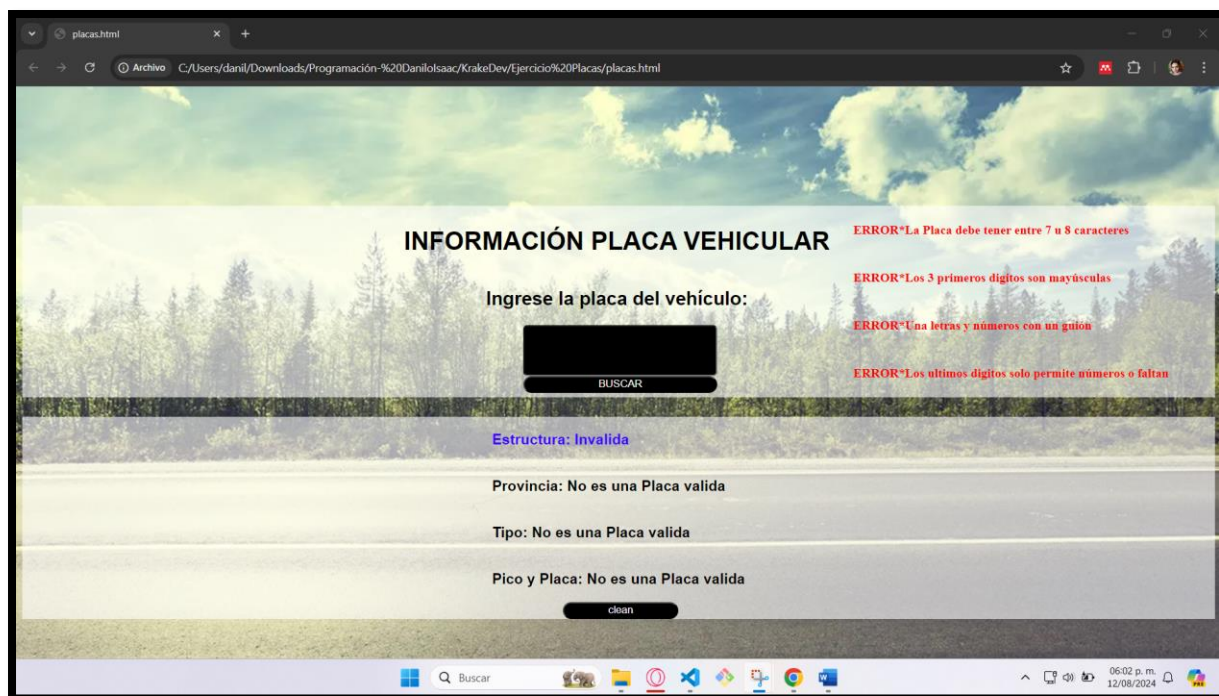 placas.html
Archivo C:/Users/danil/Downloads/Programación-%20DaniloIsaac/KrakeDev/Ejercicio%20Placas/placas.html
INFORMACIÓN PLACA VEHICULAR
ERROR*La Placa debe tener entre 7 u 8 caracteres
ERROR*Los 3 primeros digitos son mayúsculas
Ingrese la placa del vehículo:
ERROR*Una letras y números con un guión
ERROR*Los ultimos digitos solo permite números o faltan
BUSCAR
Estructura: Invalida
Provincia: No es una Placa valida
Tipo: No es una Placa valida
Pico y Placa: No es una Placa valida
clean
Buscar
06:02 p. m.
12/08/2024